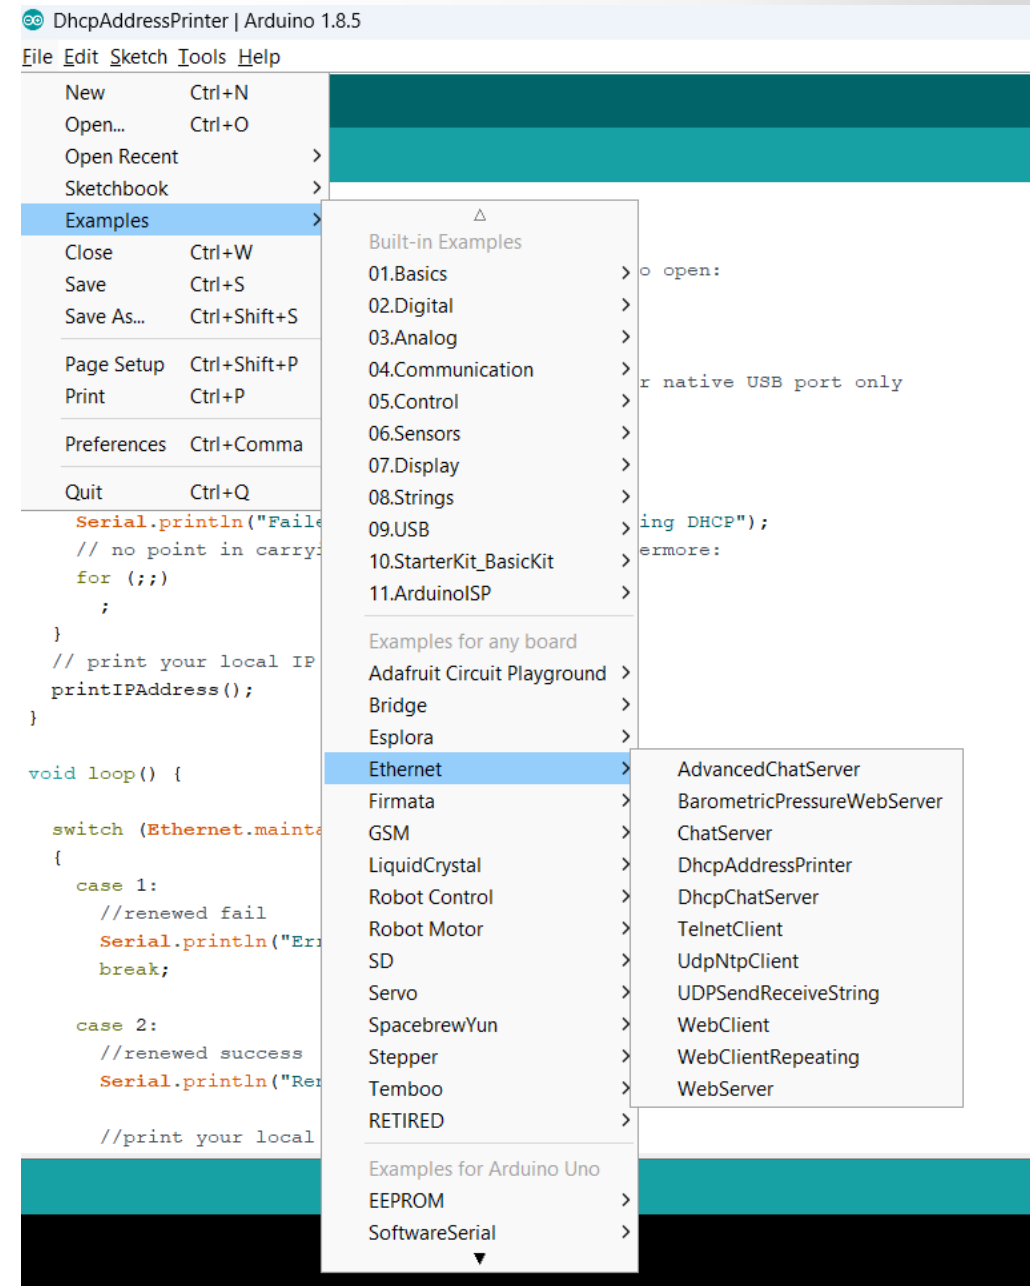 DhcpAddressPrinter | Arduino 1.8.5
File Edit Sketch Tools Help
New Ctrl+N
Open... Ctrl+O
Open Recent
Sketchbook
Examples
Close Ctrl+W
Save Ctrl+S
Save As... Ctrl+Shift+S
Page Setup Ctrl+Shift+P
Print Ctrl+P
Preferences Ctrl+Comma
Quit Ctrl+Q
Built-in Examples
01.Basics
02.Digital
03.Analog
04.Communication
05.Control
06.Sensors
07.Display
08.Strings
09.USB
10.StarterKit_BasicKit
11.ArduinoISP
Examples for any board
Adafruit Circuit Playground
Bridge
Esplora
Ethernet
Firmata
GSM
LiquidCrystal
Robot Control
Robot Motor
SD
Servo
SpacebrewYun
Stepper
Temboo
RETIRED
Examples for Arduino Uno
EEPROM
SoftwareSerial
AdvancedChatServer
BarometricPressureWebServer
ChatServer
DhcpAddressPrinter
DhcpChatServer
TelnetClient
UdpNtpClient
UDPSendReceiveString
WebClient
WebClientRepeating
WebServer
o open:
r native USB port only
Serial.println("Faile ing DHCP");
// no point in carryi ermore:
for (;;)
;
}
// print your local IP
printIPAddress();
}
void loop() {
switch (Ethernet.mainta
{
case 1:
//renewed fail
Serial.println("Err
break;
case 2:
//renewed success
Serial.println("Ren
//print your local